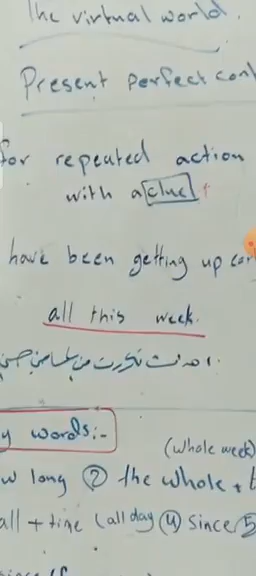 The virtual world.
Present perfect con
for repeated action
with a clue
have been getting up
all this week.
y words:-
(whole week)
w long ② the whole +
all + time (all day ④ since ⑤